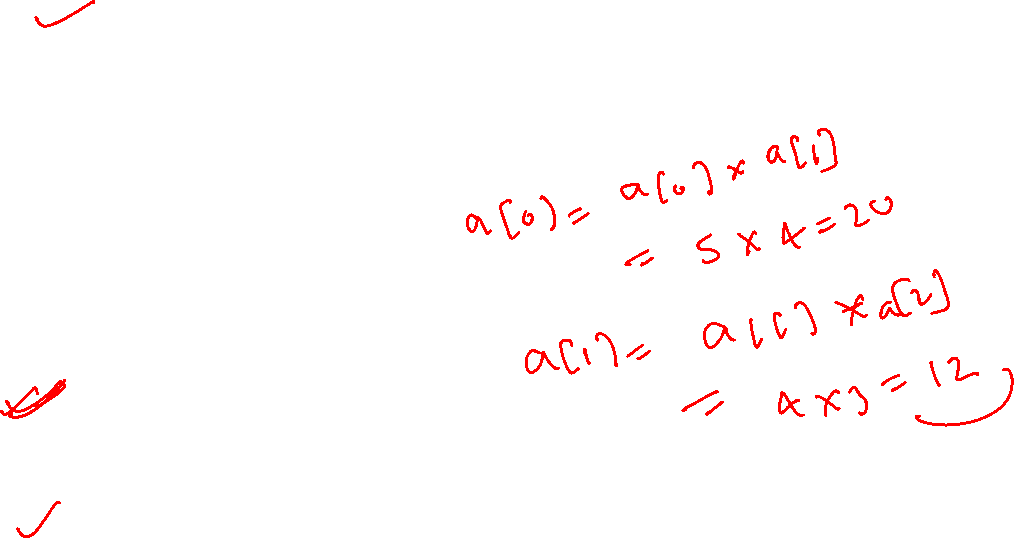 a[0] = a[0] × a[1]
= 5 × 4 = 20
a[1] = a[1] * a[2]
= 4 × 3 = 12